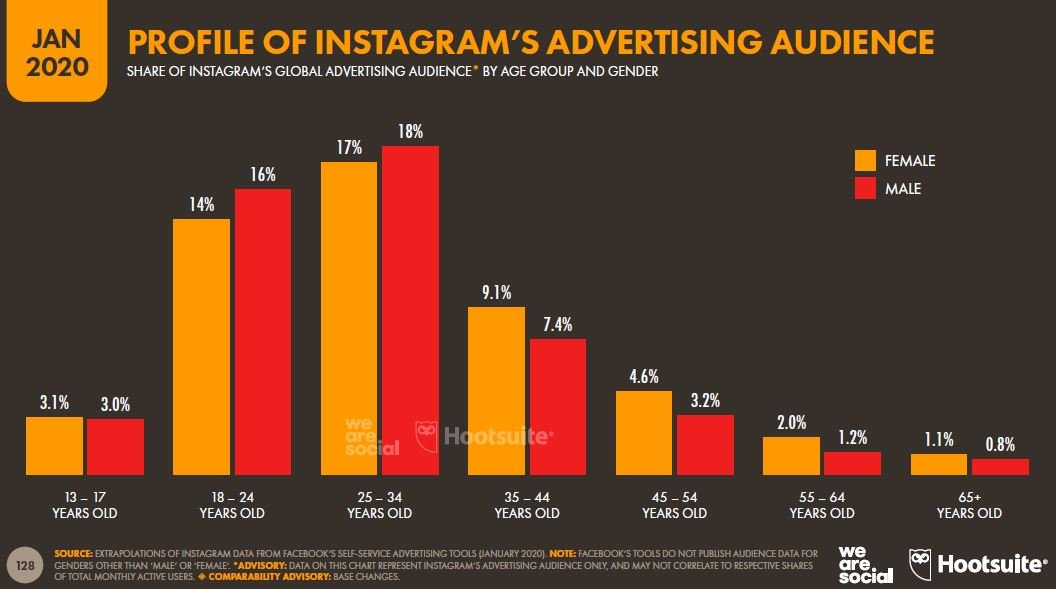 JAN
2020
PROFILE OF INSTAGRAM'S ADVERTISING AUDIENCE
SHARE OF INSTAGRAM'S GLOBAL ADVERTISING AUDIENCE* BY AGE GROUP AND GENDER
FEMALE
MALE
3.1%
3.0%
14%
16%
17%
18%
9.1%
7.4%
4.6%
3.2%
2.0%
1.2%
1.1%
0.8%
we
are
social
Hootsuite®
13 – 17
YEARS OLD
18 – 24
YEARS OLD
25 – 34
YEARS OLD
35 – 44
YEARS OLD
45 – 54
YEARS OLD
55 – 64
YEARS OLD
65+
YEARS OLD
128
SOURCE: EXTRAPOLATIONS OF INSTAGRAM DATA FROM FACEBOOK'S SELF-SERVICE ADVERTISING TOOLS (JANUARY 2020). NOTE: FACEBOOK'S TOOLS DO NOT PUBLISH AUDIENCE DATA FOR
GENDERS OTHER THAN 'MALE' OR 'FEMALE'. *ADVISORY: DATA ON THIS CHART REPRESENT INSTAGRAM'S ADVERTISING AUDIENCE ONLY, AND MAY NOT CORRELATE TO RESPECTIVE SHARES
OF TOTAL MONTHLY ACTIVE USERS. ※ COMPARABILITY ADVISORY: BASE CHANGES.
we
are
social
Hootsuite®